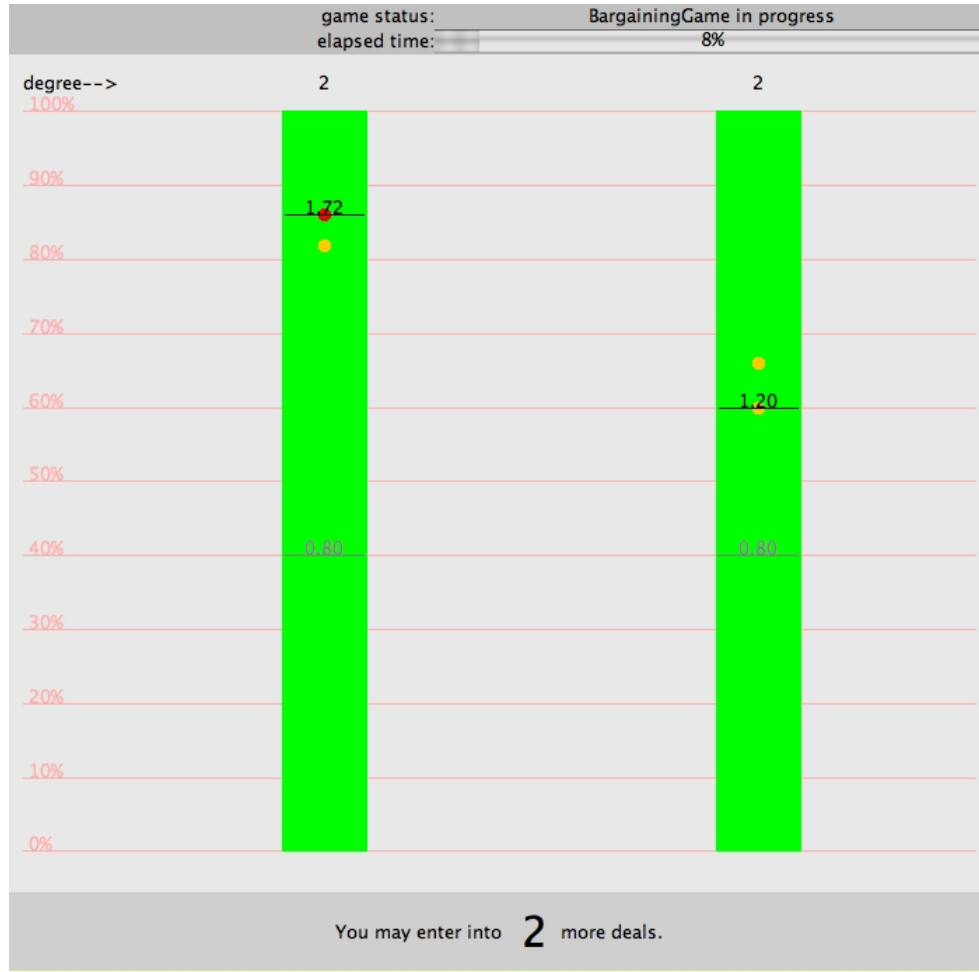 game status: BargainingGame in progress
elapsed time: 8%
degree--> 2 2
100%
90%
1.72
80%
70%
60% 1.20
50%
40% 0.80 0.80
30%
20%
10%
0%
You may enter into 2 more deals.